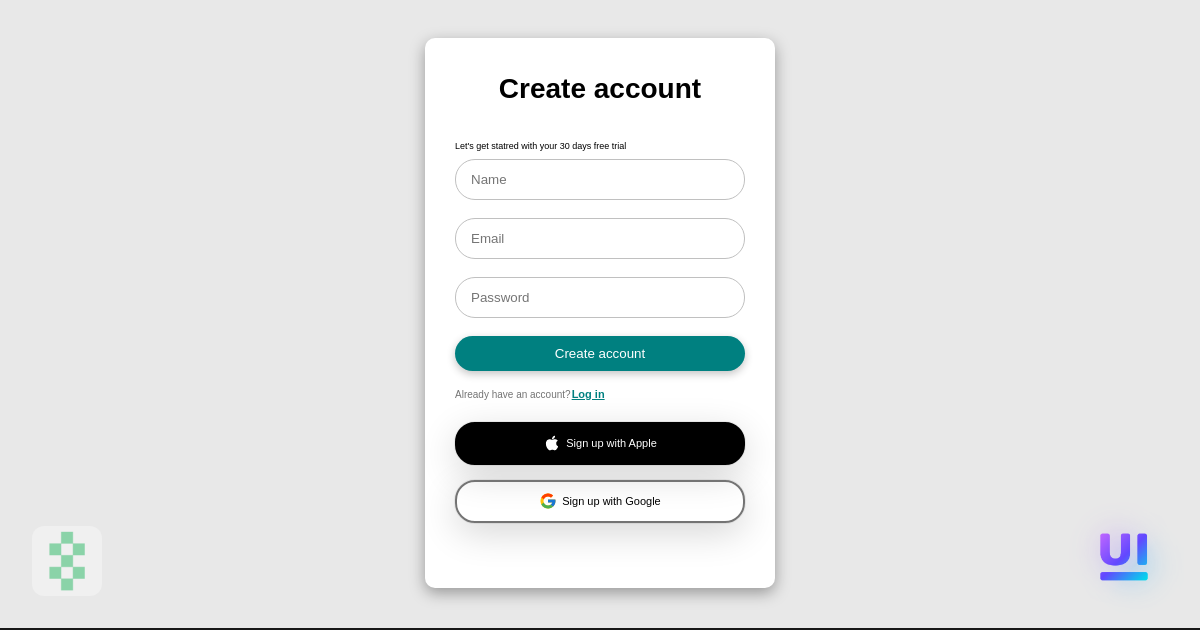 Create account
Let's get statred with your 30 days free trial
Name
Email
Password
Create account
Already have an account? Log in
Sign up with Apple
Sign up with Google
UI